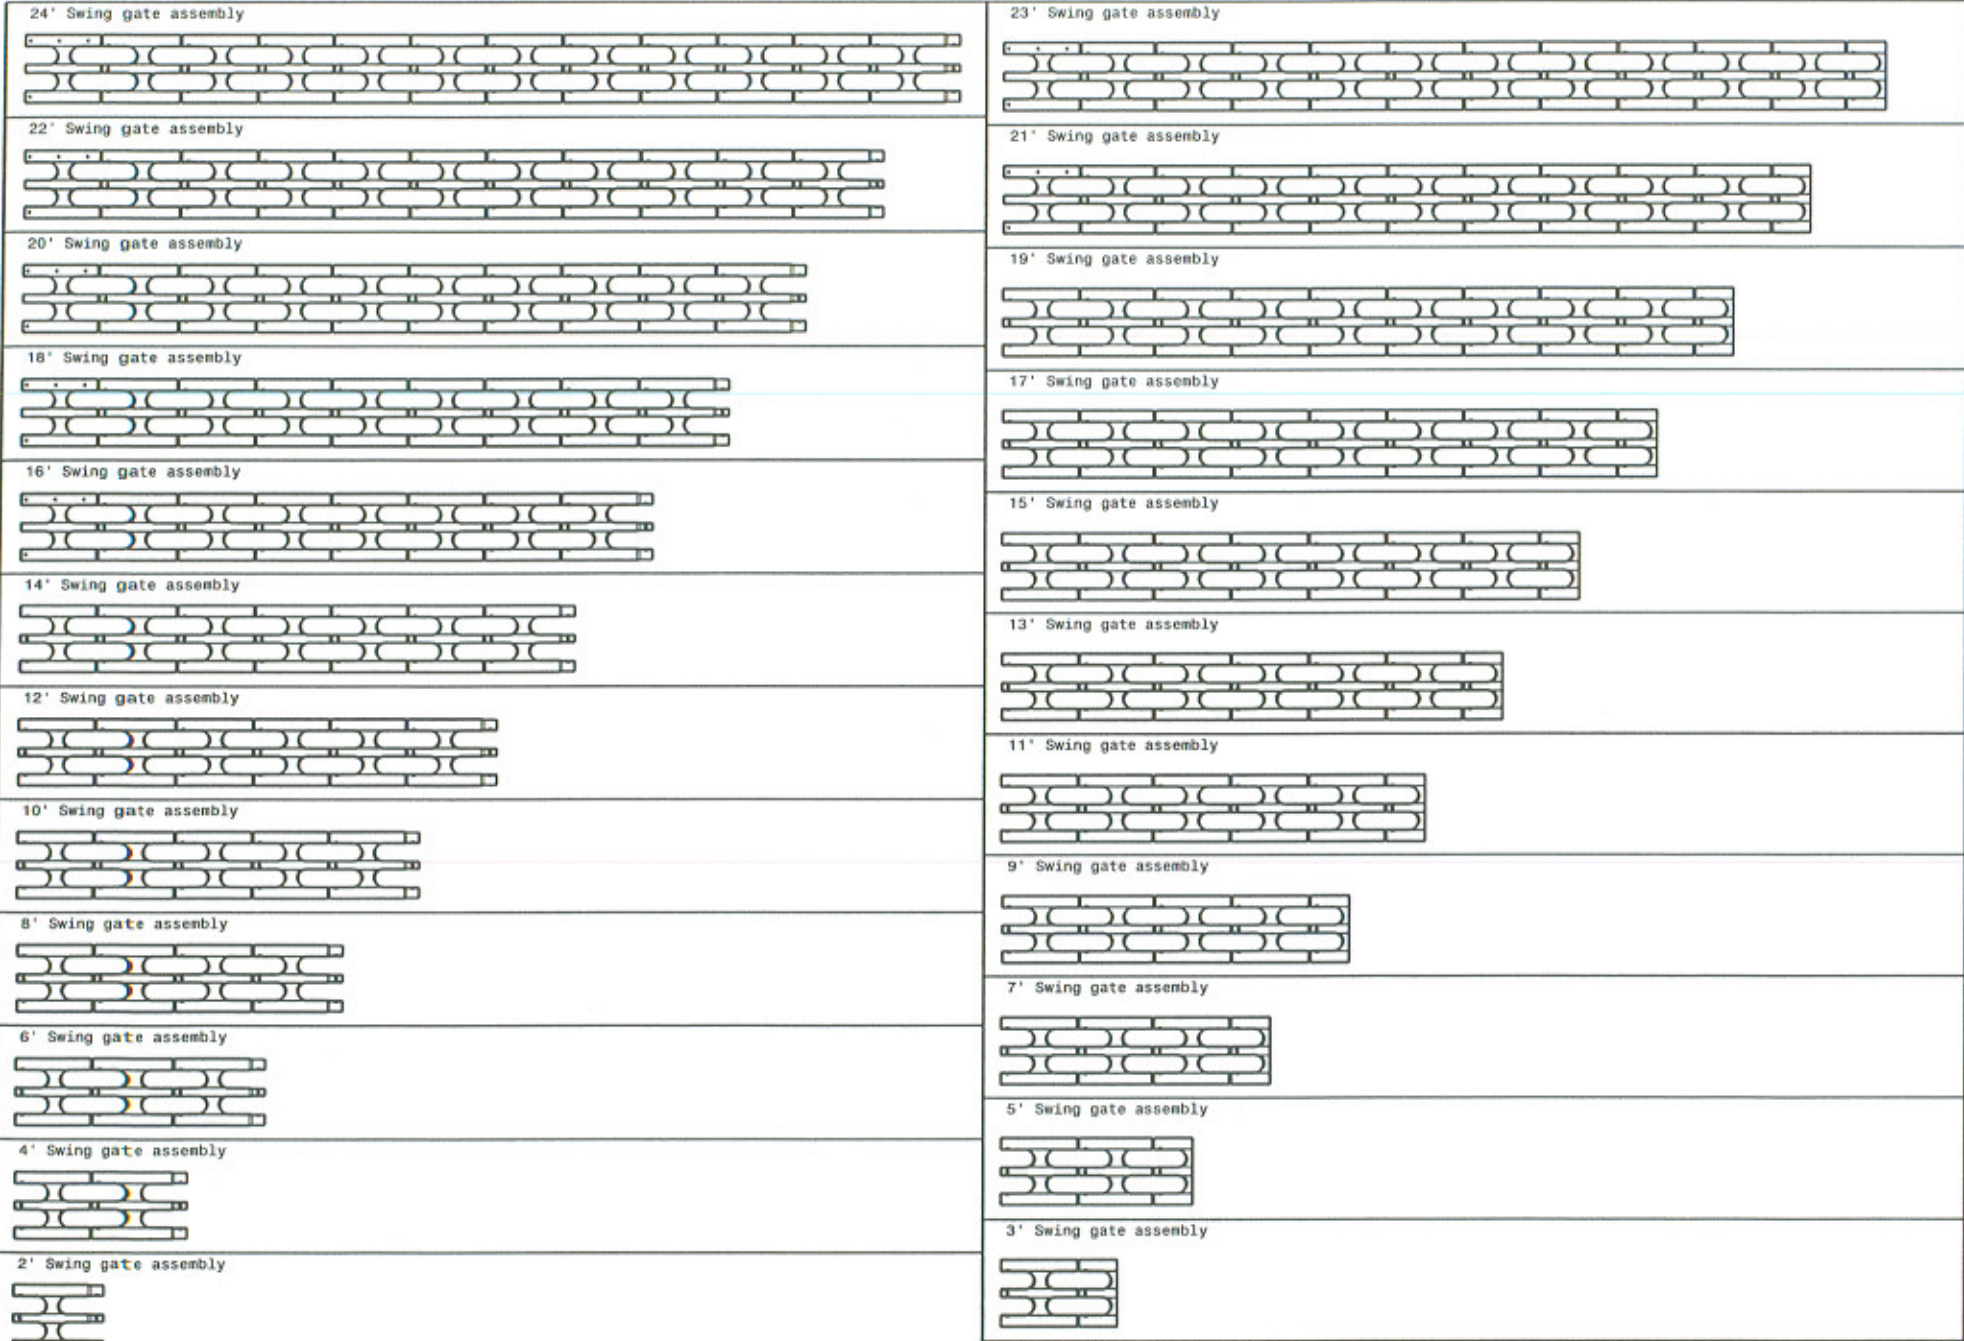 24' Swing gate assembly
22' Swing gate assembly
20' Swing gate assembly
18' Swing gate assembly
16' Swing gate assembly
14' Swing gate assembly
12' Swing gate assembly
10' Swing gate assembly
8' Swing gate assembly
6' Swing gate assembly
4' Swing gate assembly
2' Swing gate assembly
23' Swing gate assembly
21' Swing gate assembly
19' Swing gate assembly
17' Swing gate assembly
15' Swing gate assembly
13' Swing gate assembly
11' Swing gate assembly
9' Swing gate assembly
7' Swing gate assembly
5' Swing gate assembly
3' Swing gate assembly